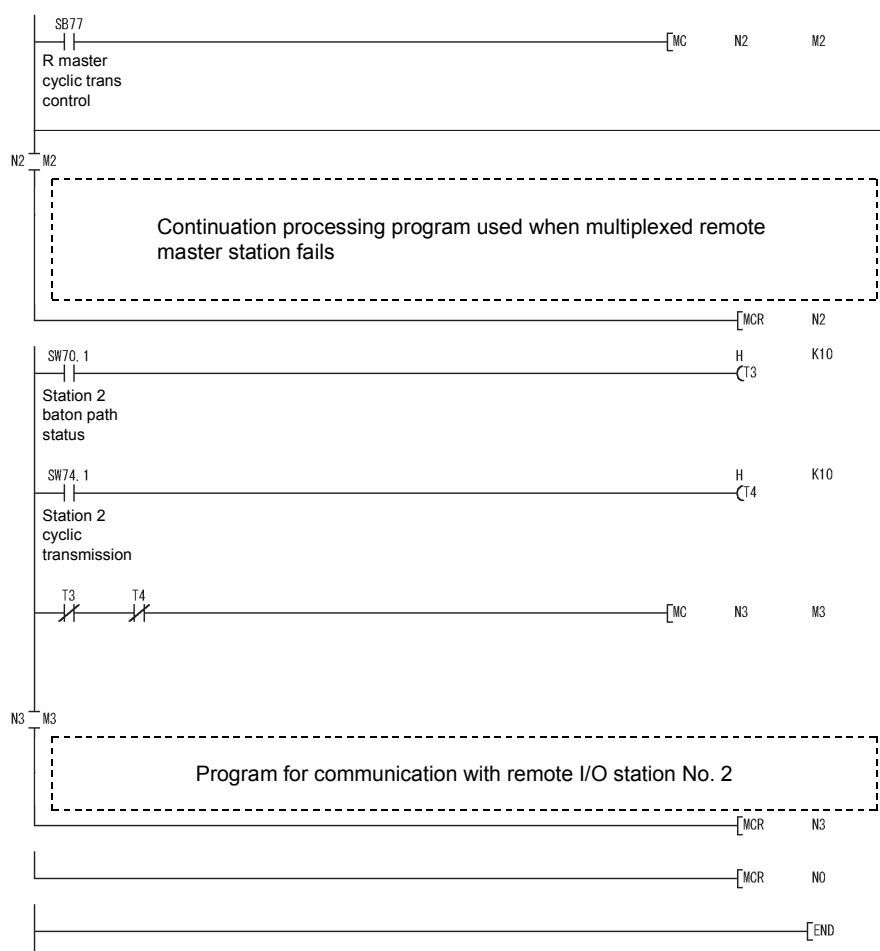 SB77
[MC N2 M2
R master
cyclic trans
control
N2 M2
Continuation processing program used when multiplexed remote
master station fails
[MCR N2
SW70.1
H K10
(T3
Station 2
baton path
status
SW74.1
H K10
(T4
Station 2
cyclic
transmission
T3 T4
[MC N3 M3
N3 M3
Program for communication with remote I/O station No. 2
[MCR N3
[MCR N0
[END